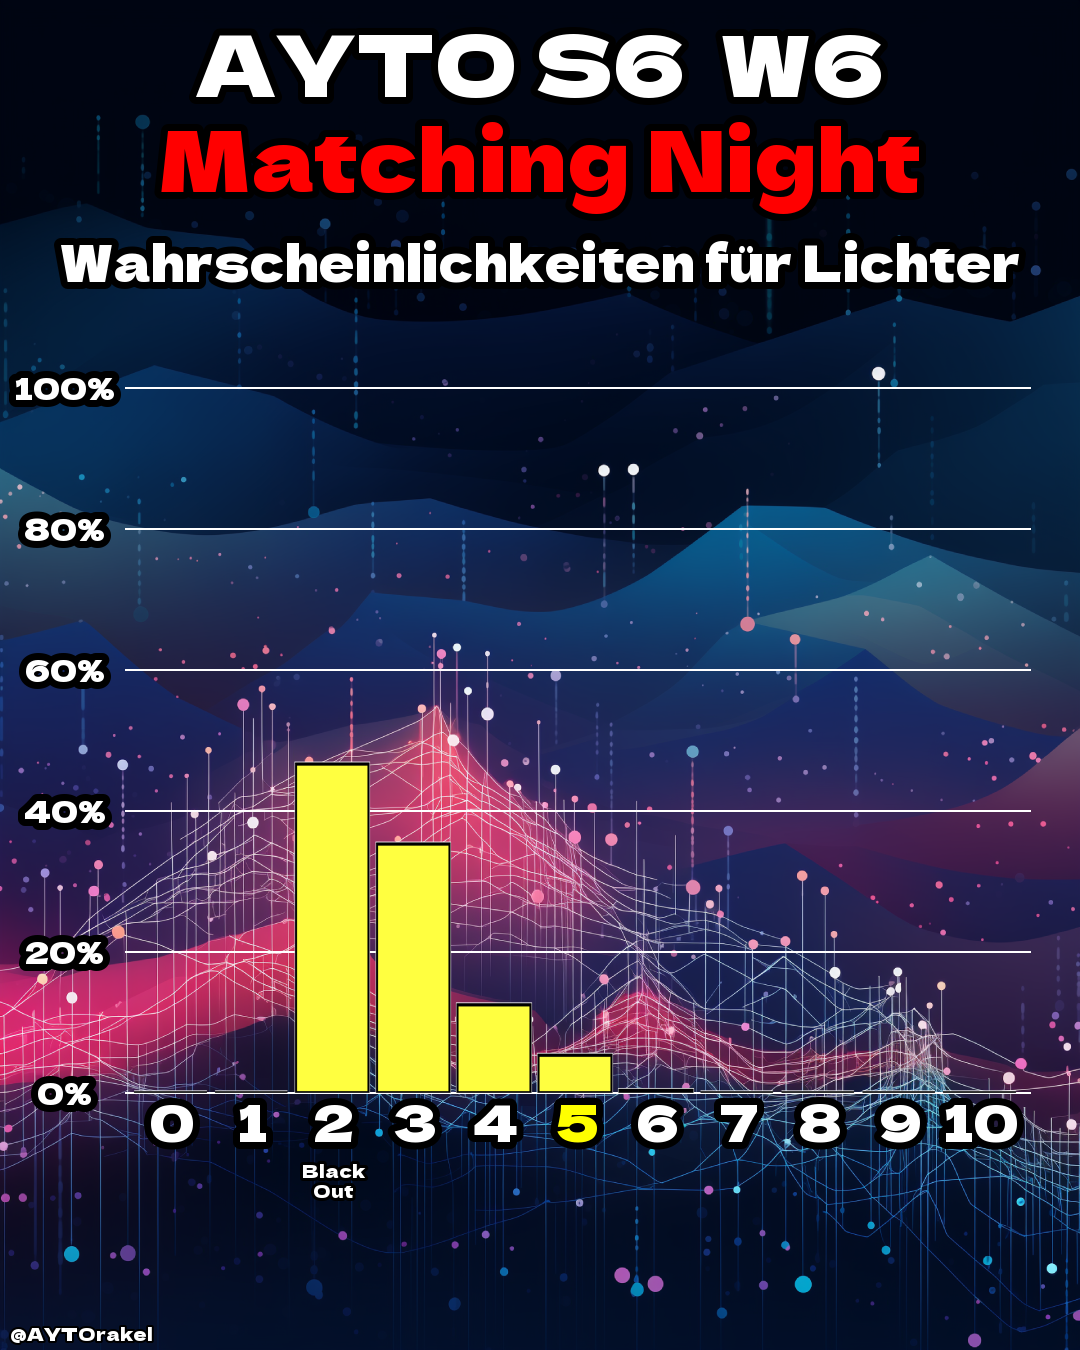 AYTO S6 W6
Matching Night
Wahrscheinlichkeiten für Lichter
100%
80%
60%
40%
20%
0%
0 1 2 3 4 5 6 7 8 9 10
Black
Out
@AYTOrakel